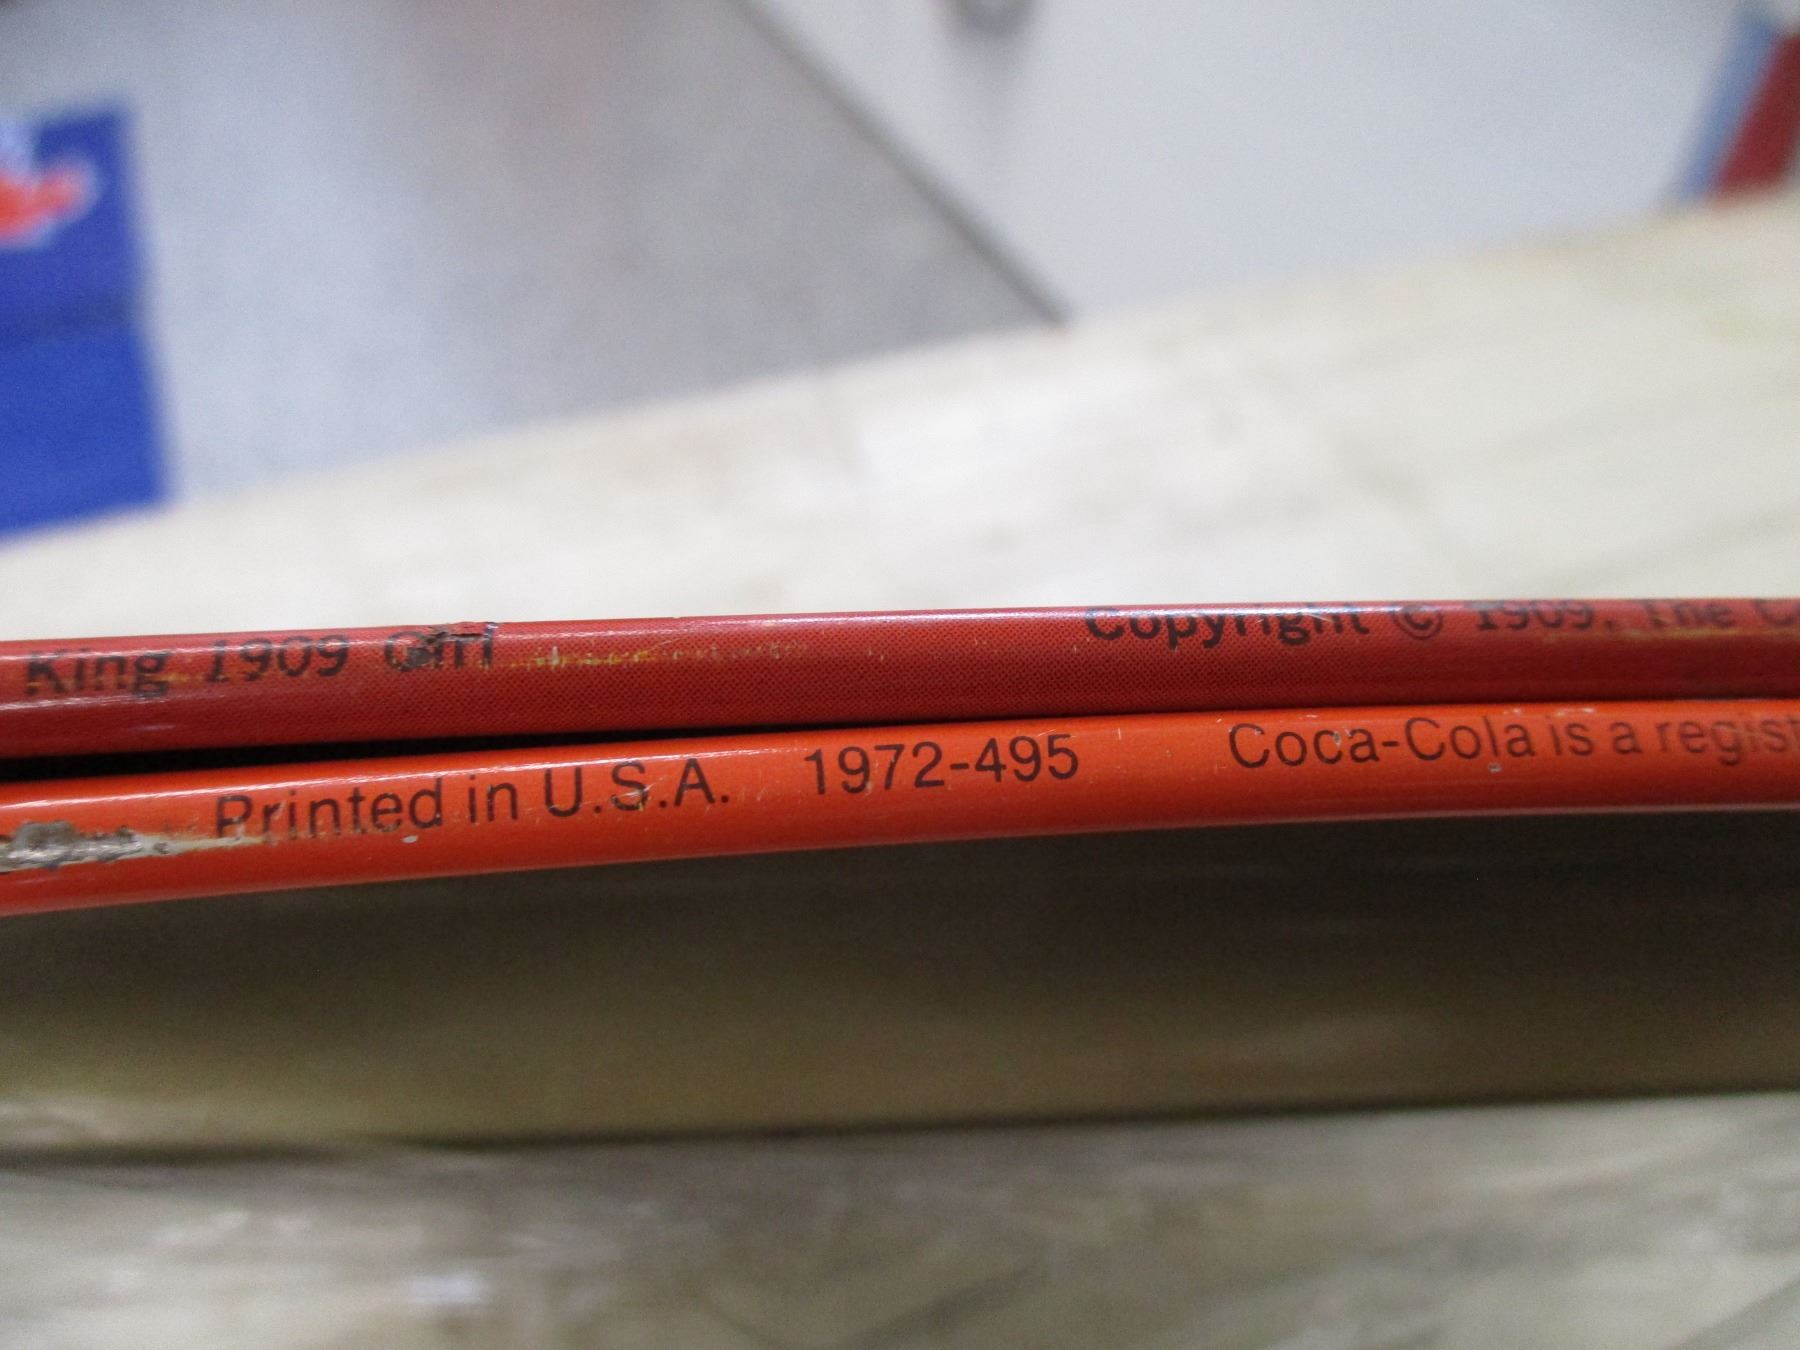 King 1909 Girl Copyright © 1909, The C
Printed in U.S.A. 1972-495 Coca-Cola is a regist